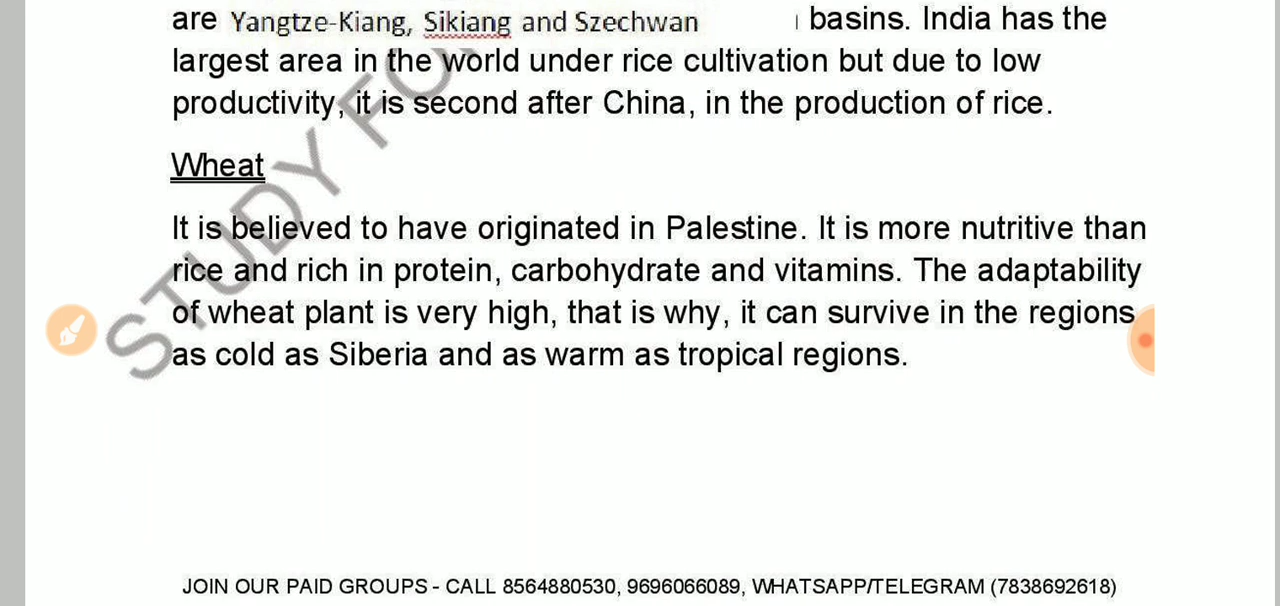 are Yangtze-Kiang, Sikiang and Szechwan basins. India has the
largest area in the world under rice cultivation but due to low
productivity, it is second after China, in the production of rice.
Wheat
It is believed to have originated in Palestine. It is more nutritive than
rice and rich in protein, carbohydrate and vitamins. The adaptability
of wheat plant is very high, that is why, it can survive in the regions
as cold as Siberia and as warm as tropical regions.
STUDY FO
JOIN OUR PAID GROUPS - CALL 8564880530, 9696066089, WHATSAPP/TELEGRAM (7838692618)